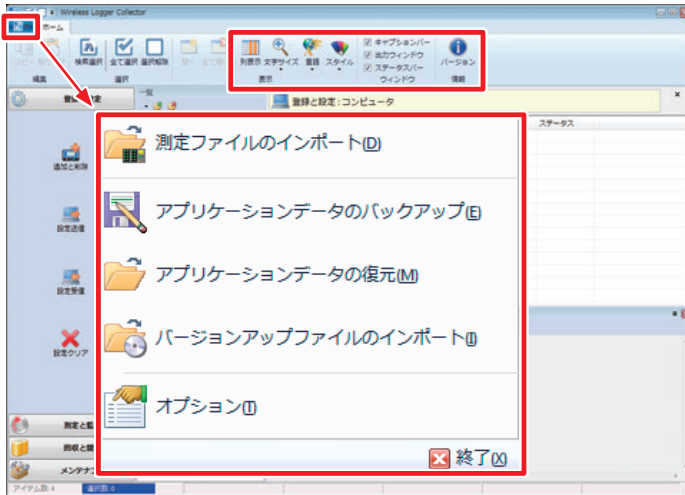 Wireless Logger Collector
ホーム
検索選択 全て選択 選択解除
列表示 文字サイズ 言語 スタイル
キャプションバー
出力ウィンドウ
ステータスバー
バージョン
編集 選択 表示 ウィンドウ 情報
一覧
登録と設定:コンピュータ
ステータス
追加と削除
設定送信
設定受信
設定クリア
測定ファイルのインポート(D)
アプリケーションデータのバックアップ(E)
アプリケーションデータの復元(M)
バージョンアップファイルのインポート(I)
オプション(T)
終了(X)
測定と
回収と
メンテナン
アイテム数:4 選択数:0